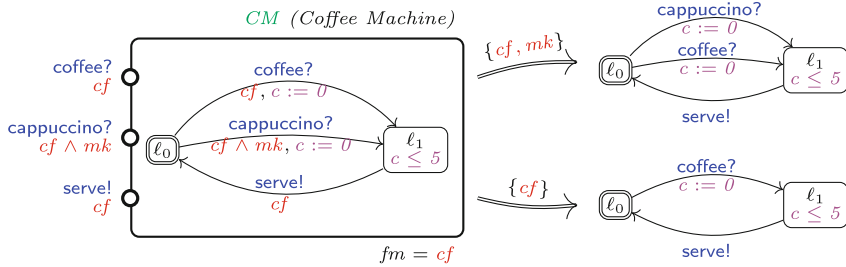 CM (Coffee Machine)
coffee?
cf
cappuccino?
cf ∧ mk
serve!
cf
ℓ0
coffee?
cf, c := 0
cappuccino?
cf ∧ mk, c := 0
serve!
cf
ℓ1
c ≤ 5
fm = cf
{cf, mk}
cappuccino?
c := 0
coffee?
c := 0
ℓ0
ℓ1
c ≤ 5
serve!
{cf}
coffee?
c := 0
ℓ0
ℓ1
c ≤ 5
serve!